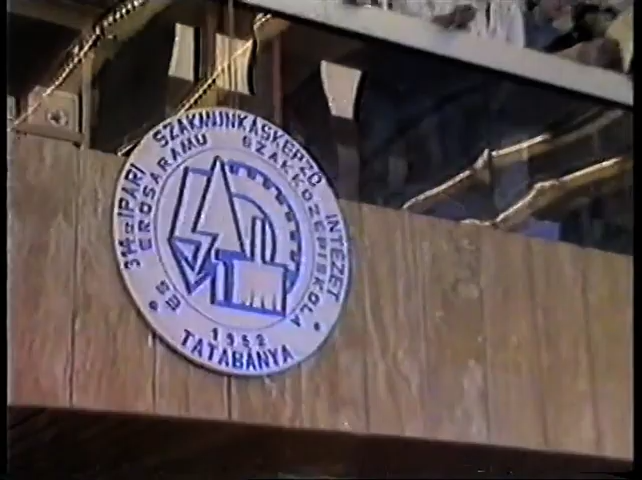 314.sz IPARI SZAKMUNKÁSKÉPZŐ INTÉZET
ÉS ERŐSÁRAMÚ SZAKKÖZÉPISKOLA
1952
TATABÁNYA